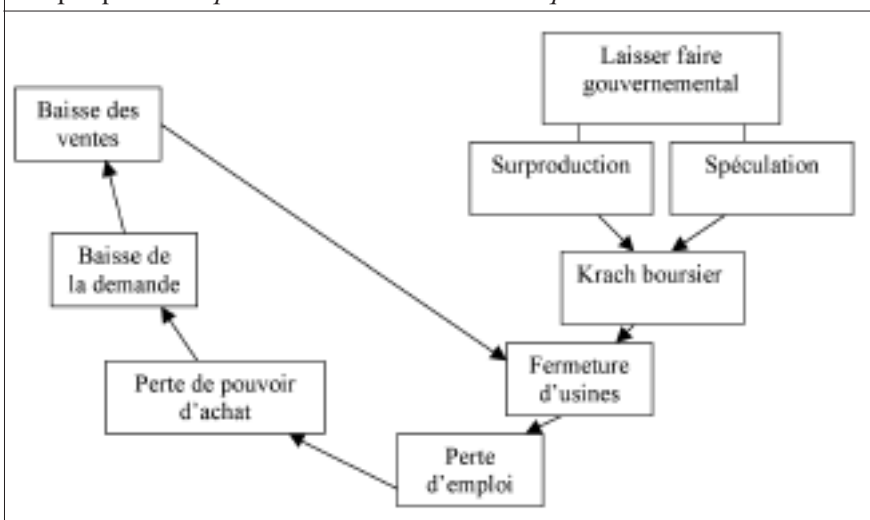 Laisser faire
gouvernemental
Baisse des
ventes
Surproduction
Spéculation
Baisse de
la demande
Krach boursier
Fermeture
d'usines
Perte de pouvoir
d'achat
Perte
d'emploi